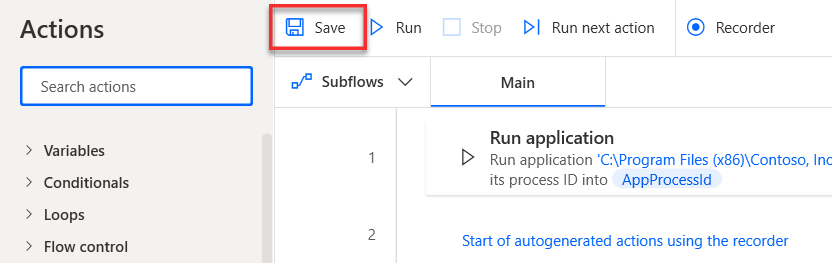 Actions
Save
Run
Stop
Run next action
Recorder
Search actions
Subflows
Main
Variables
Conditionals
Loops
Flow control
1
Run application
Run application 'C:\Program Files (x86)\Contoso, Inc
its process ID into AppProcessId
2
Start of autogenerated actions using the recorder